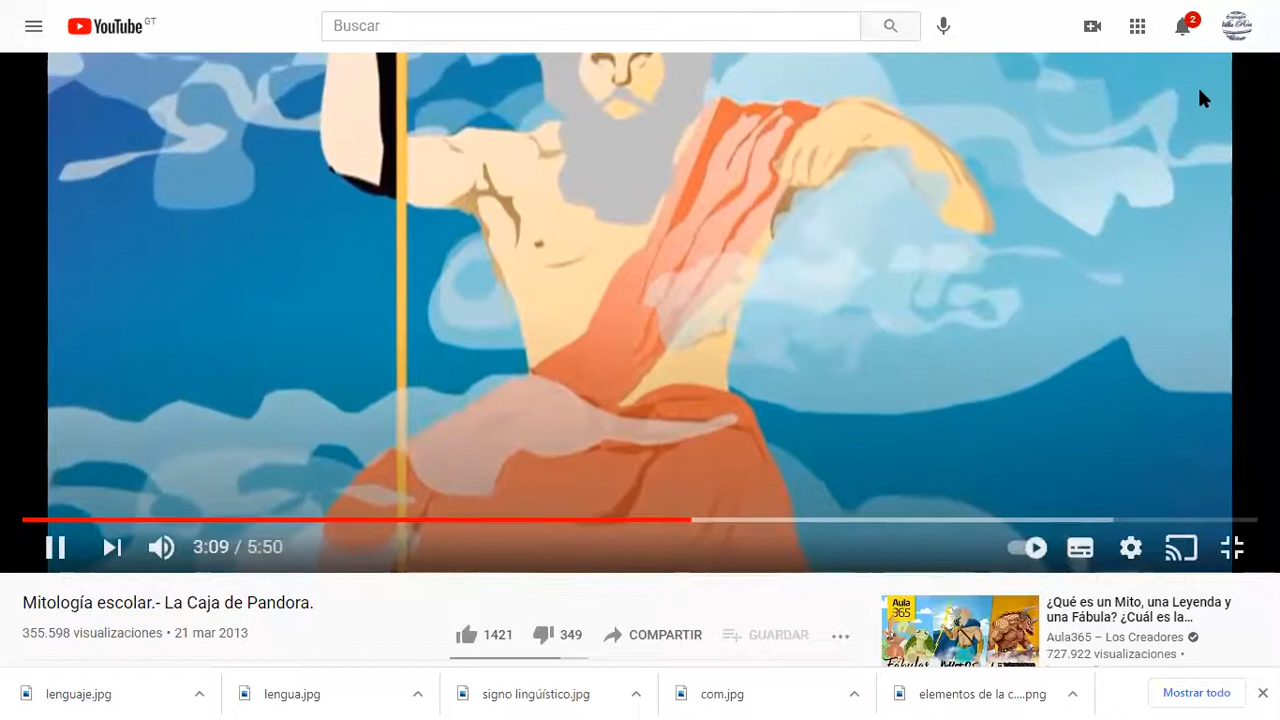 YouTube GT
Buscar
2
3:09 / 5:50
Mitología escolar.- La Caja de Pandora.
355.598 visualizaciones • 21 mar 2013
1421
349
COMPARTIR
GUARDAR
Aula
365
¿Qué es un Mito, una Leyenda y
una Fábula? ¿Cuál es la...
Aula365 – Los Creadores
727.922 visualizaciones •
lenguaje.jpg
lengua.jpg
signo lingüístico.jpg
com.jpg
elementos de la c....png
Mostrar todo